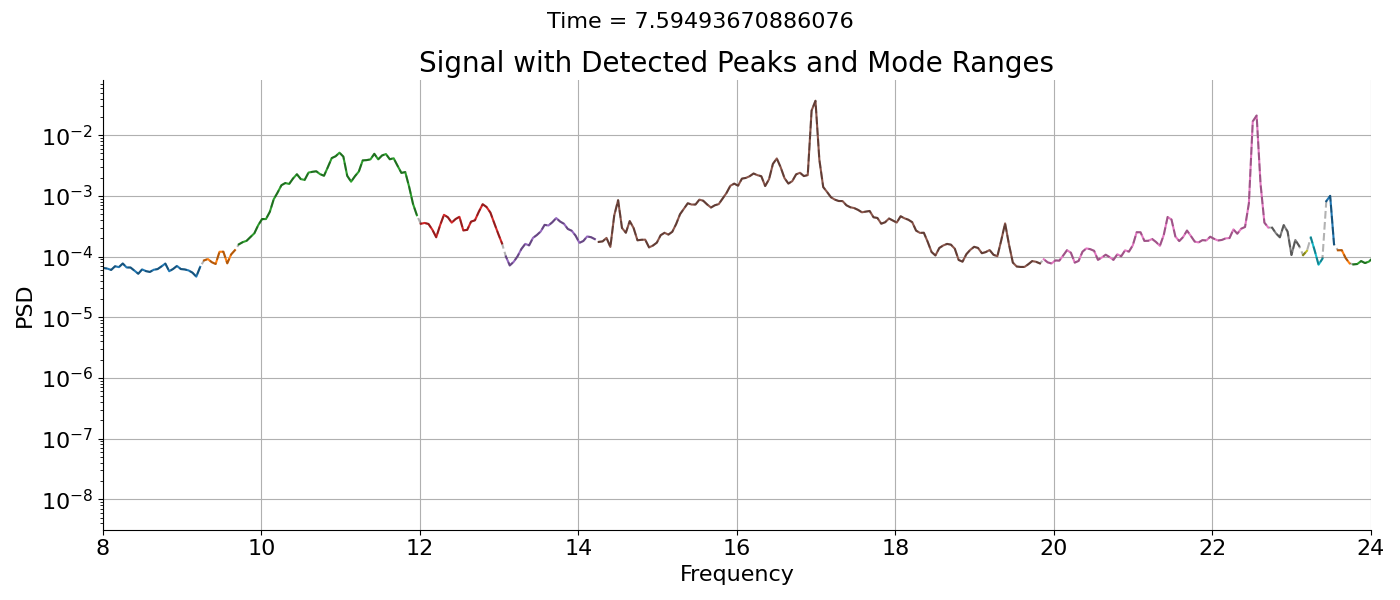 Time = 7.59493670886076
Signal with Detected Peaks and Mode Ranges
PSD
10⁻²
10⁻³
10⁻⁴
10⁻⁵
10⁻⁶
10⁻⁷
10⁻⁸
8 10 12 14 16 18 20 22 24
Frequency